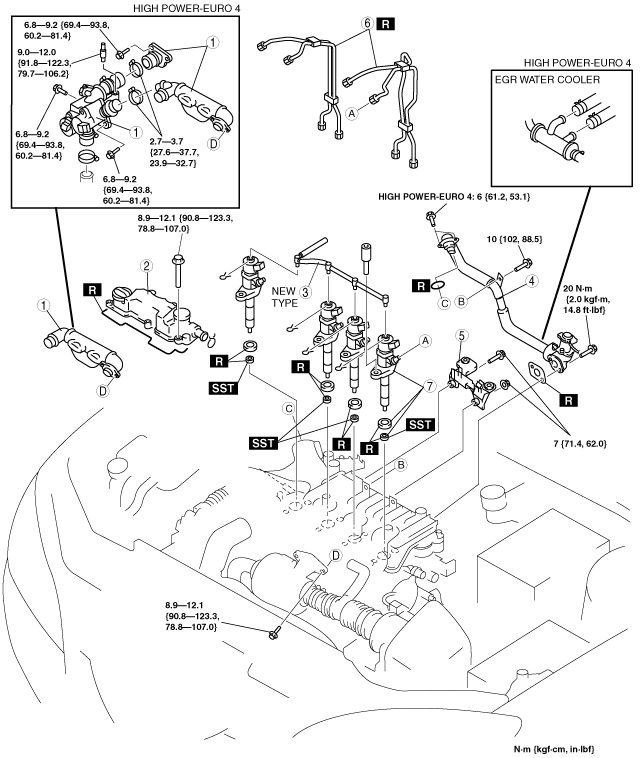 HIGH POWER-EURO 4
6.8—9.2 {69.4—93.8,
60.2—81.4}
1
9.0—12.0
{91.8—122.3,
79.7—106.2}
6.8—9.2
{69.4—93.8,
60.2—81.4}
1
D
2.7—3.7
{27.6—37.7,
23.9—32.7}
6.8—9.2
{69.4—93.8,
60.2—81.4}
6 R
A
HIGH POWER-EURO 4
EGR WATER COOLER
HIGH POWER-EURO 4: 6 {61.2, 53.1}
8.9—12.1 {90.8—123.3,
78.8—107.0}
10 {102, 88.5}
2
R
NEW
TYPE
3
R
C
B
4
20 N·m
{2.0 kgf·m,
14.8 ft·lbf}
1
D
A
5
R
SST
R
7
R
7 {71.4, 62.0}
C
SST
R
R
SST
B
D
8.9—12.1
{90.8—123.3,
78.8—107.0}
N·m {kgf·cm, in·lbf}